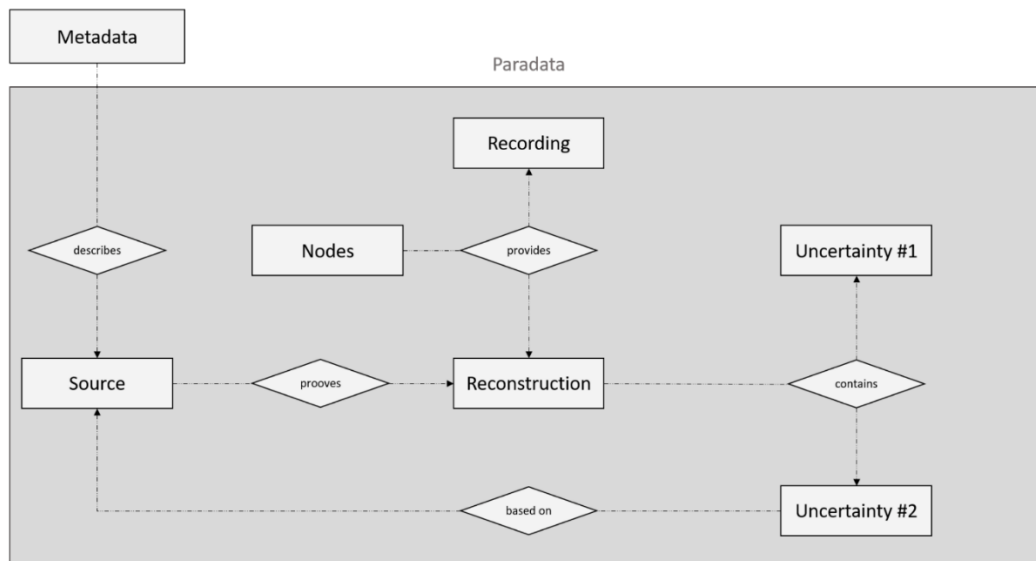 Metadata
Paradata
Recording
describes
Nodes
provides
Uncertainty #1
Source
prooves
Reconstruction
contains
based on
Uncertainty #2